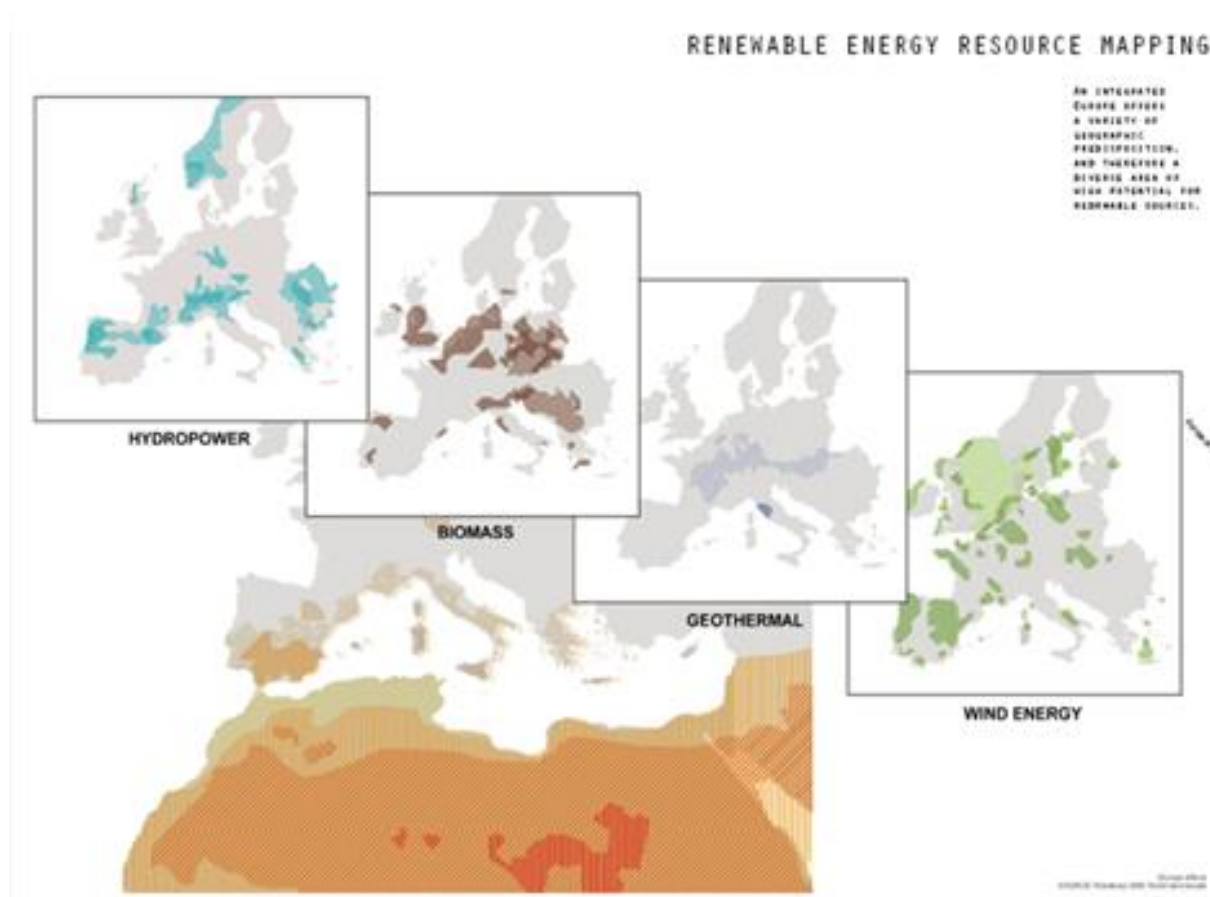 RENEWABLE ENERGY RESOURCE MAPPING
AN INTEGRATED
EUROPE OFFERS
A VARIETY OF
GEOGRAPHIC
PREDISPOSITION,
AND THEREFORE A
DIVERSE AREA OF
HIGH POTENTIAL FOR
SOURCES.
HYDROPOWER
BIOMASS
GEOTHERMAL
WIND ENERGY